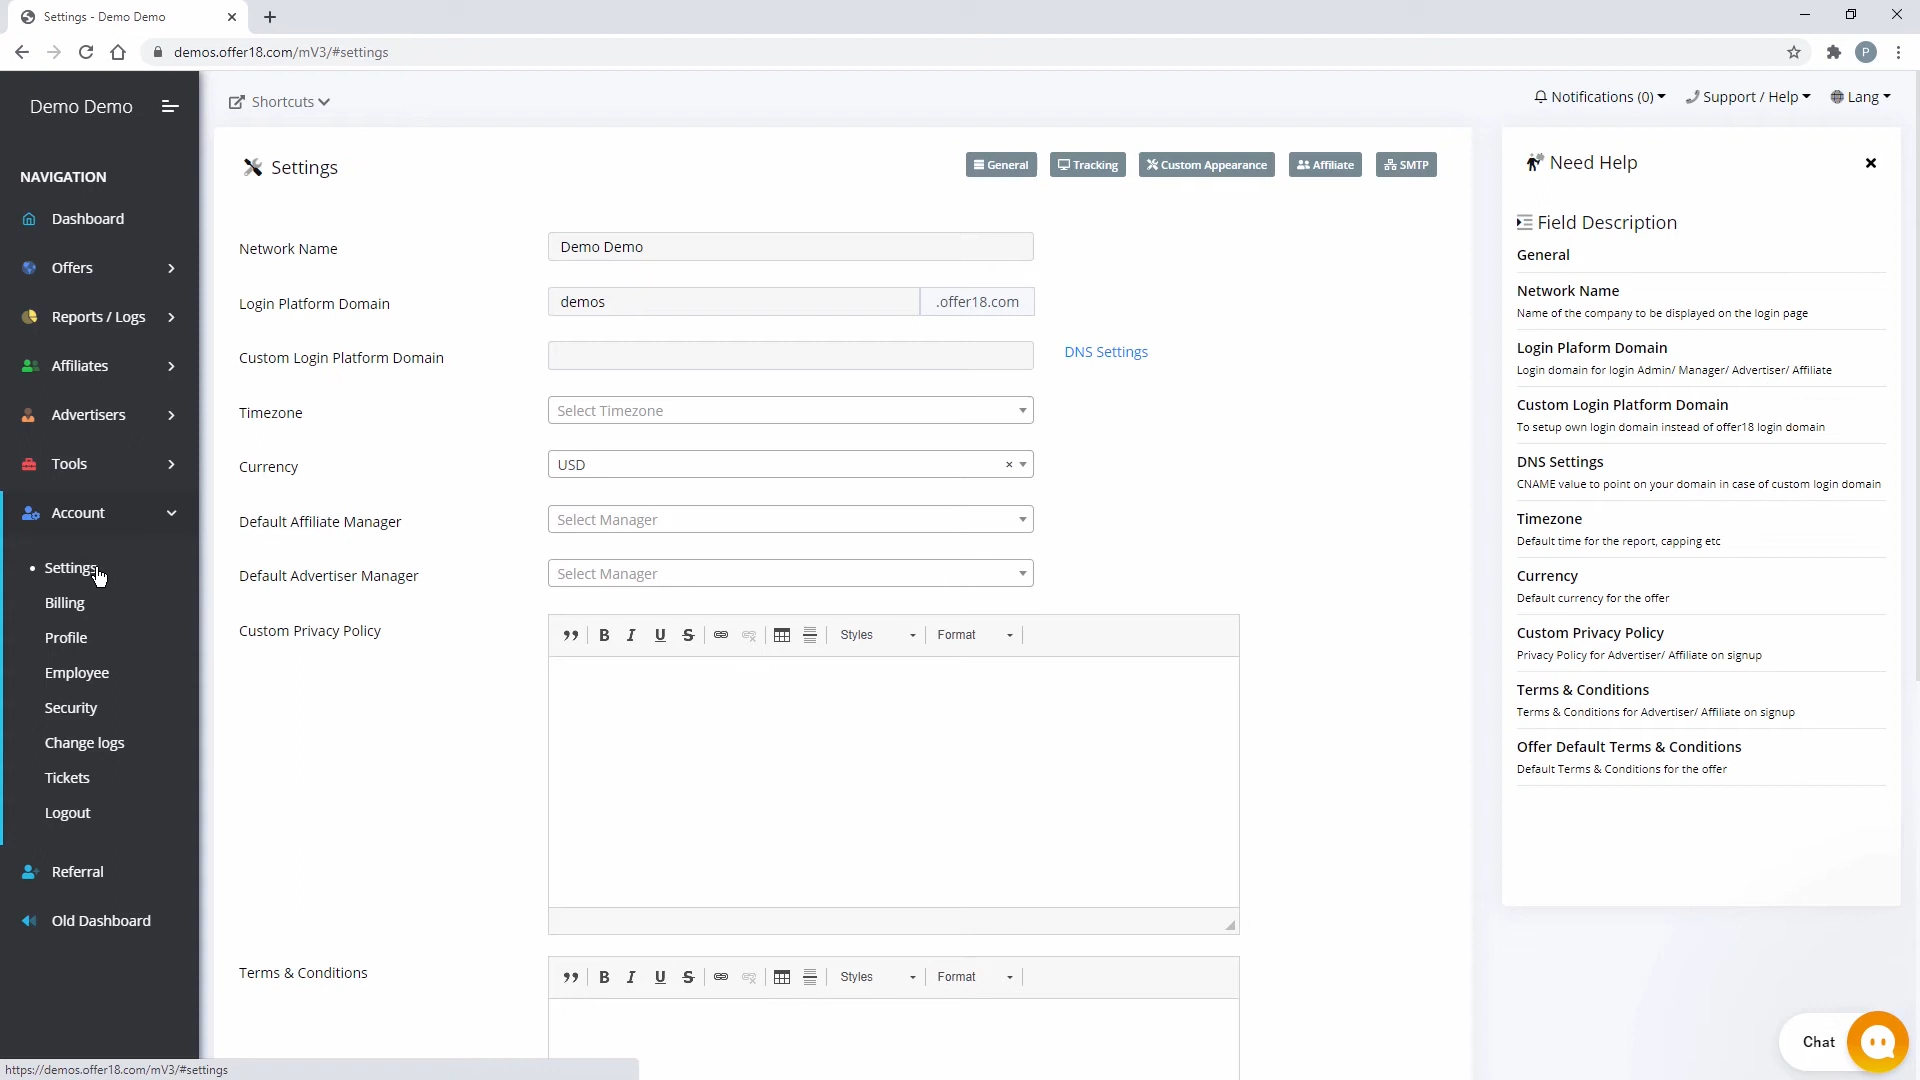 Settings - Demo Demo
demos.offer18.com/mV3/#settings
P
Demo Demo
Shortcuts
Notifications (0)
Support / Help
Lang
NAVIGATION
Dashboard
Offers
Reports / Logs
Affiliates
Advertisers
Tools
Account
Settings
Billing
Profile
Employee
Security
Change logs
Tickets
Logout
Referral
Old Dashboard
Settings
General
Tracking
Custom Appearance
Affiliate
SMTP
Network Name
Demo Demo
Login Platform Domain
demos
.offer18.com
Custom Login Platform Domain
DNS Settings
Timezone
Select Timezone
Currency
USD
Default Affiliate Manager
Select Manager
Default Advertiser Manager
Select Manager
Custom Privacy Policy
B I U S Styles Format
Terms & Conditions
B I U S Styles Format
Need Help
Field Description
General
Network Name
Name of the company to be displayed on the login page
Login Plaform Domain
Login domain for login Admin/ Manager/ Advertiser/ Affiliate
Custom Login Platform Domain
To setup own login domain instead of offer18 login domain
DNS Settings
CNAME value to point on your domain in case of custom login domain
Timezone
Default time for the report, capping etc
Currency
Default currency for the offer
Custom Privacy Policy
Privacy Policy for Advertiser/ Affiliate on signup
Terms & Conditions
Terms & Conditions for Advertiser/ Affiliate on signup
Offer Default Terms & Conditions
Default Terms & Conditions for the offer
Chat
https://demos.offer18.com/mV3/#settings